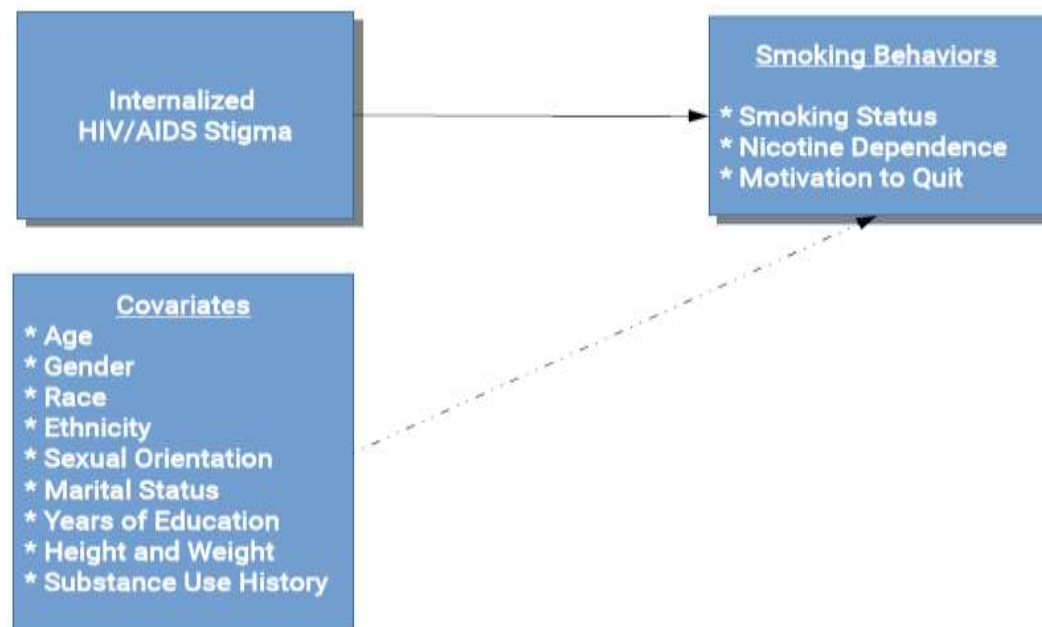 Internalized
HIV/AIDS Stigma
Smoking Behaviors
* Smoking Status
* Nicotine Dependence
* Motivation to Quit
Covariates
* Age
* Gender
* Race
* Ethnicity
* Sexual Orientation
* Marital Status
* Years of Education
* Height and Weight
* Substance Use History